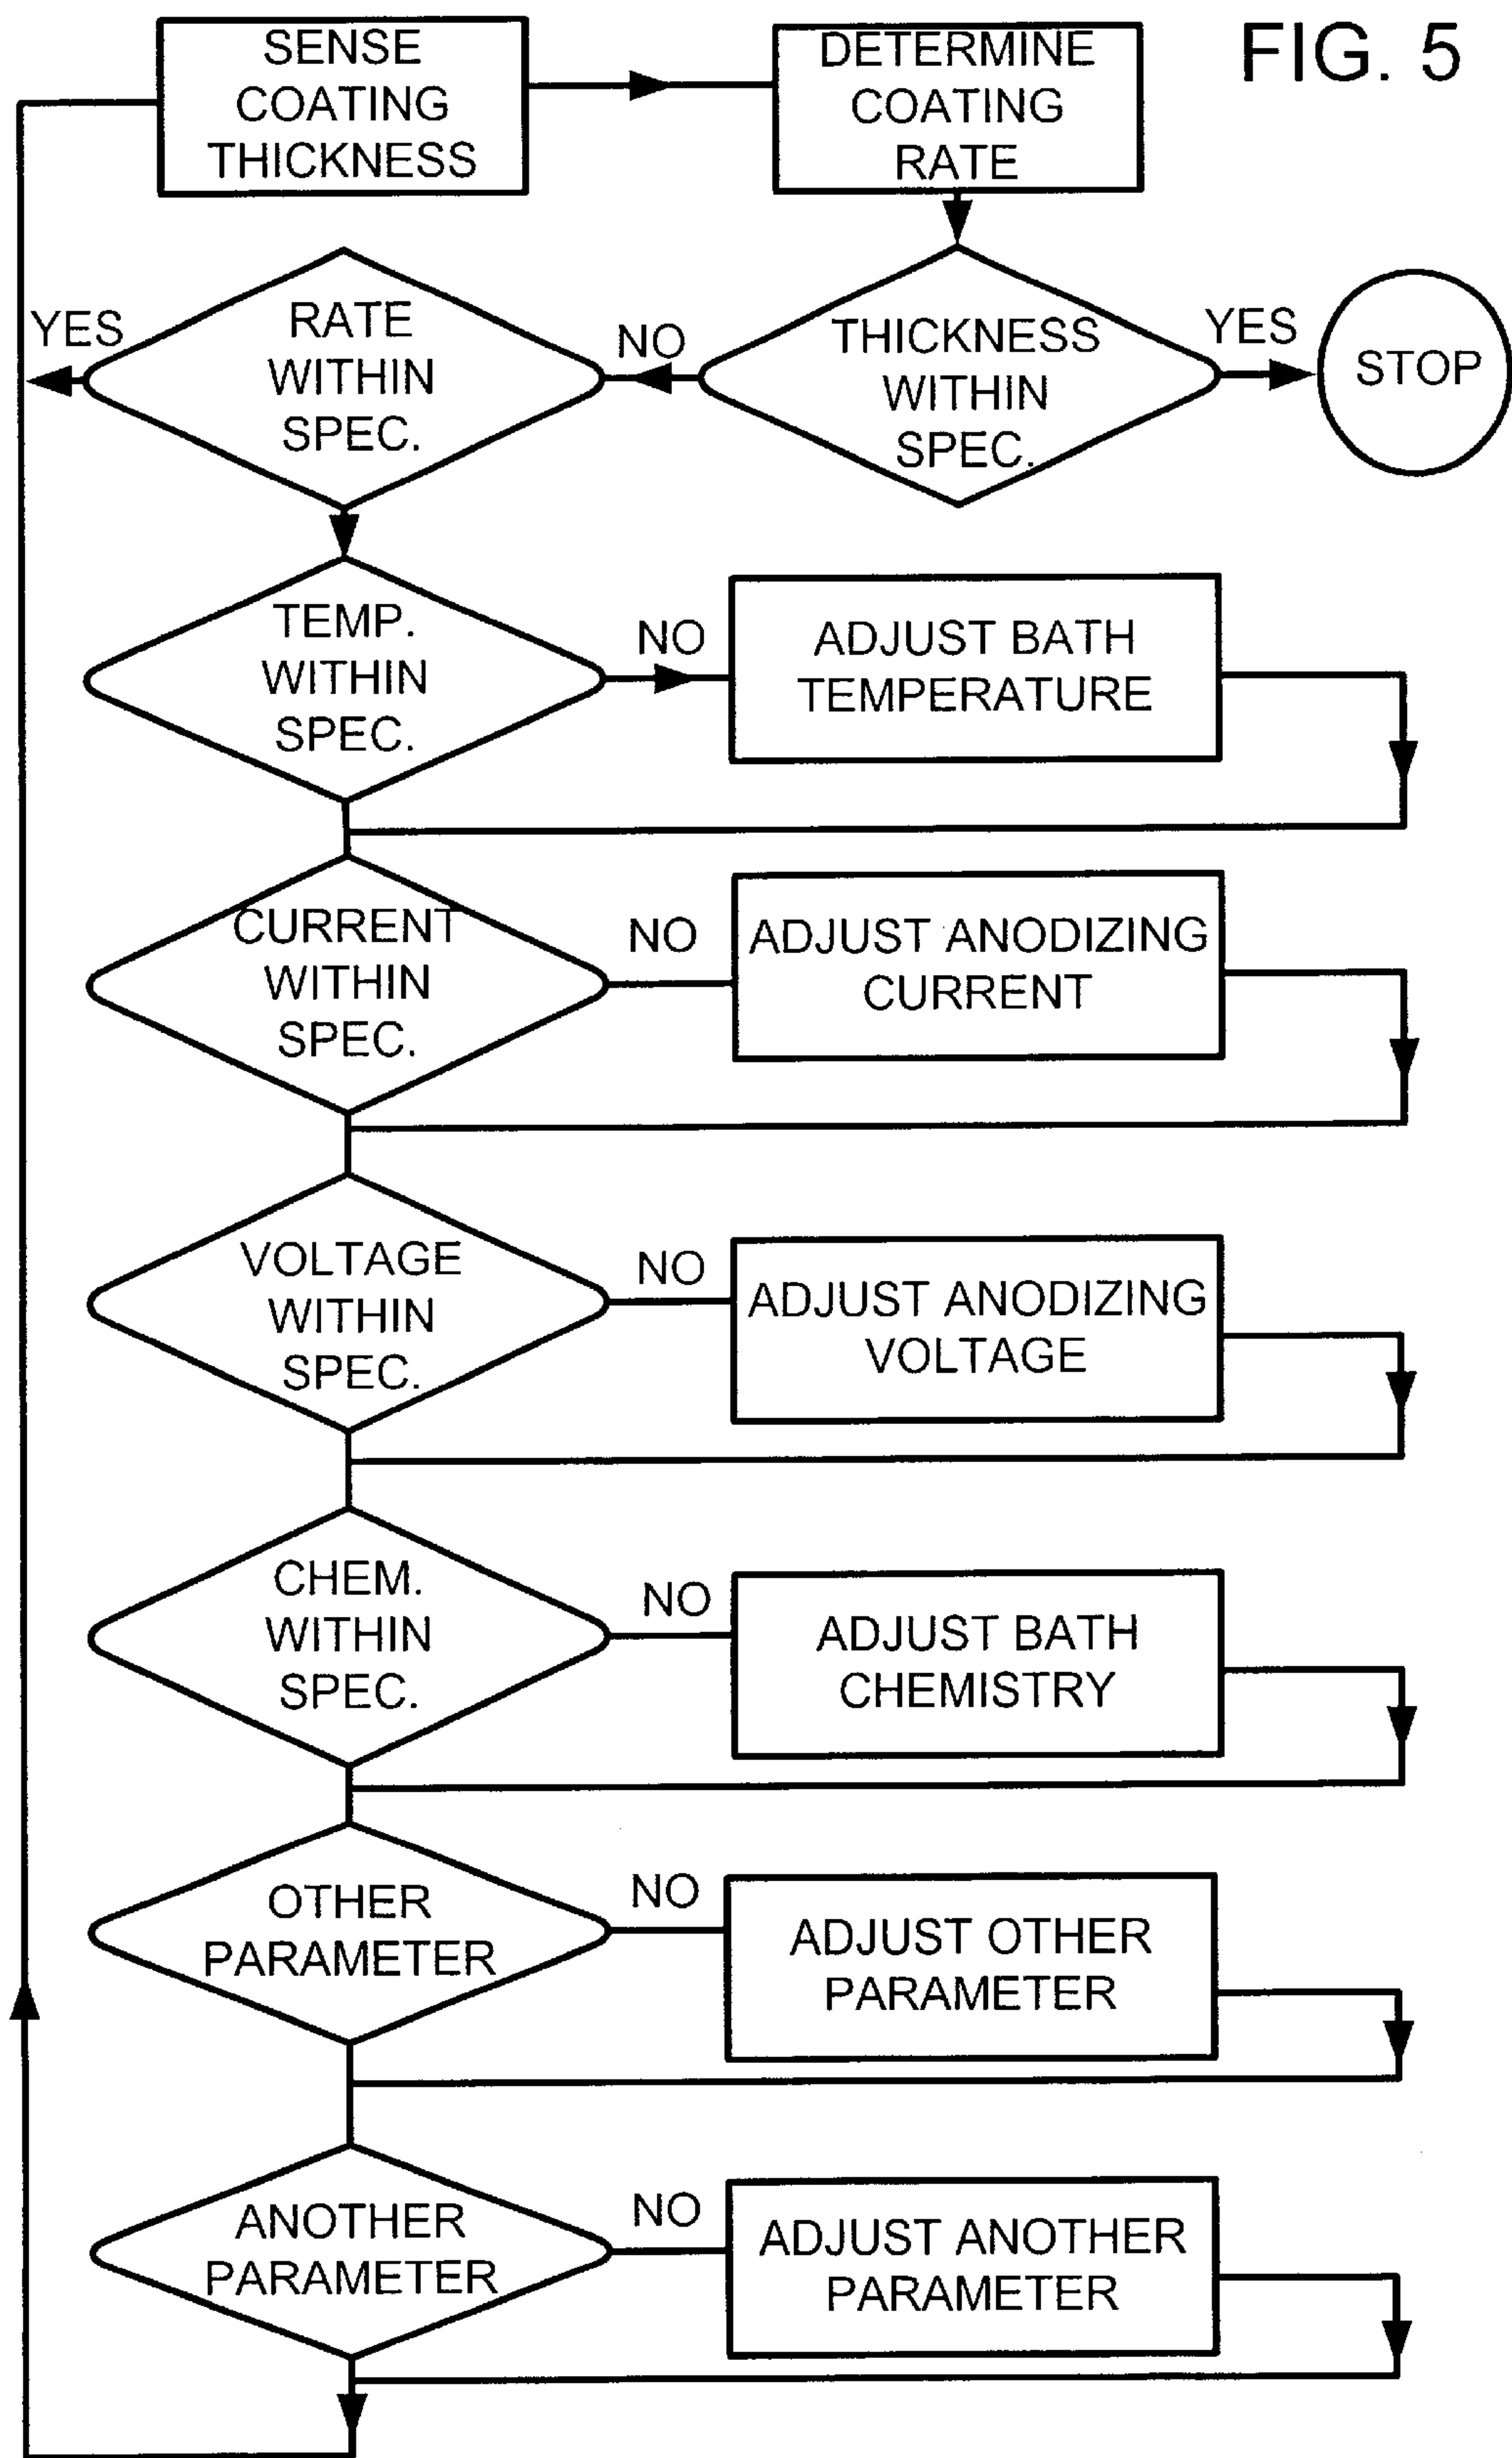 FIG. 5
SENSE
COATING
THICKNESS
DETERMINE
COATING
RATE
YES
RATE
WITHIN
SPEC.
NO
THICKNESS
WITHIN
SPEC.
YES
STOP
TEMP.
WITHIN
SPEC.
NO
ADJUST BATH
TEMPERATURE
CURRENT
WITHIN
SPEC.
NO
ADJUST ANODIZING
CURRENT
VOLTAGE
WITHIN
SPEC.
NO
ADJUST ANODIZING
VOLTAGE
CHEM.
WITHIN
SPEC.
NO
ADJUST BATH
CHEMISTRY
OTHER
PARAMETER
NO
ADJUST OTHER
PARAMETER
ANOTHER
PARAMETER
NO
ADJUST ANOTHER
PARAMETER